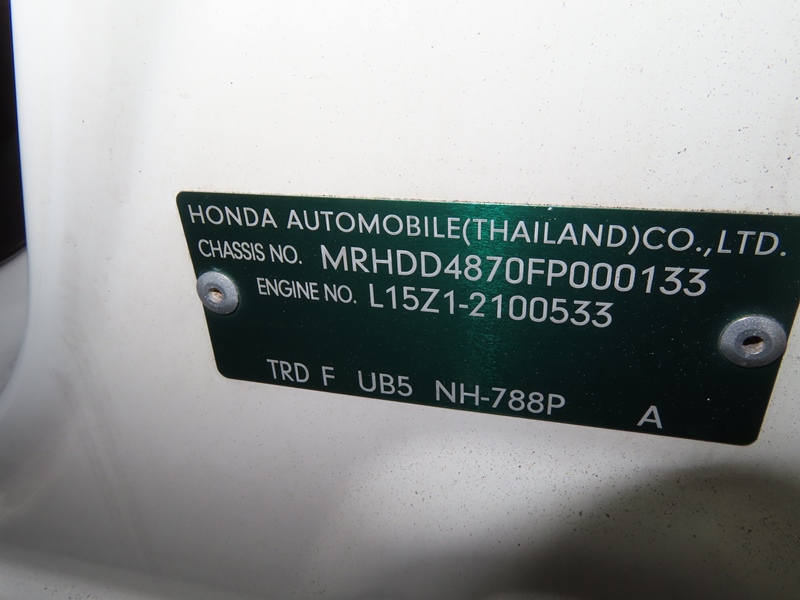 HONDA AUTOMOBILE(THAILAND)CO.,LTD.
CHASSIS NO. MRHDD4870FP000133
ENGINE NO. L15Z1-2100533
TRD F UB5 NH-788P A